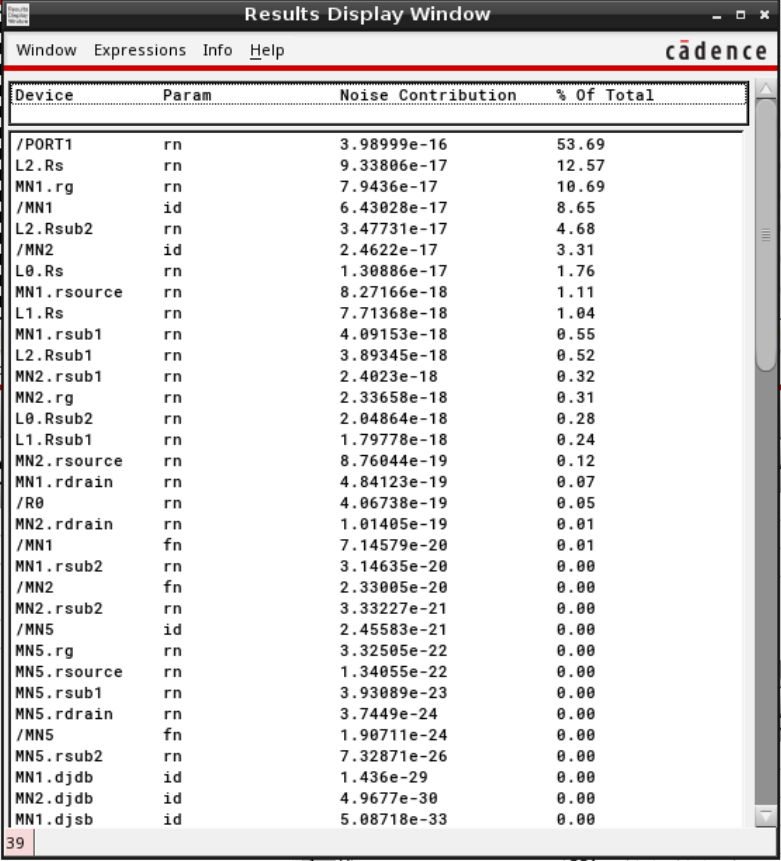 Results Display Window
Window Expressions Info Help
cādence
Device Param Noise Contribution % Of Total
/PORT1 rn 3.98999e-16 53.69
L2.Rs rn 9.33806e-17 12.57
MN1.rg rn 7.9436e-17 10.69
/MN1 id 6.43028e-17 8.65
L2.Rsub2 rn 3.47731e-17 4.68
/MN2 id 2.4622e-17 3.31
L0.Rs rn 1.30886e-17 1.76
MN1.rsource rn 8.27166e-18 1.11
L1.Rs rn 7.71368e-18 1.04
MN1.rsub1 rn 4.09153e-18 0.55
L2.Rsub1 rn 3.89345e-18 0.52
MN2.rsub1 rn 2.4023e-18 0.32
MN2.rg rn 2.33658e-18 0.31
L0.Rsub2 rn 2.04864e-18 0.28
L1.Rsub1 rn 1.79778e-18 0.24
MN2.rsource rn 8.76044e-19 0.12
MN1.rdrain rn 4.84123e-19 0.07
/R0 rn 4.06738e-19 0.05
MN2.rdrain rn 1.01405e-19 0.01
/MN1 fn 7.14579e-20 0.01
MN1.rsub2 rn 3.14635e-20 0.00
/MN2 fn 2.33005e-20 0.00
MN2.rsub2 rn 3.33227e-21 0.00
/MN5 id 2.45583e-21 0.00
MN5.rg rn 3.32505e-22 0.00
MN5.rsource rn 1.34055e-22 0.00
MN5.rsub1 rn 3.93089e-23 0.00
MN5.rdrain rn 3.7449e-24 0.00
/MN5 fn 1.90711e-24 0.00
MN5.rsub2 rn 7.32871e-26 0.00
MN1.djdb id 1.436e-29 0.00
MN2.djdb id 4.9677e-30 0.00
MN1.djsb id 5.08718e-33 0.00
39